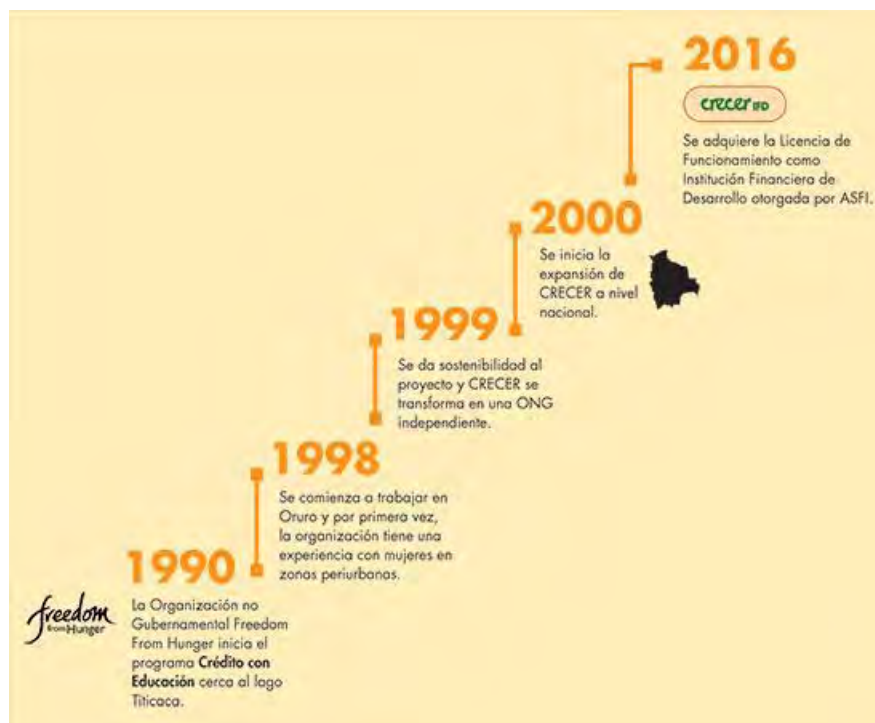 2016
crecer IFD
Se adquiere la Licencia de
Funcionamiento como
Institución Financiera de
Desarrollo otorgada por ASFI.
2000
Se inicia la
expansión de
CRECER a nivel
nacional.
1999
Se da sostenibilidad al
proyecto y CRECER se
transforma en una ONG
independiente.
1998
Se comienza a trabajar en
Oruro y por primera vez,
la organización tiene una
experiencia con mujeres en
zonas periurbanas.
1990
freedom
from Hunger
La Organización no
Gubernamental Freedom
From Hunger inicia el
programa Crédito con
Educación cerca al lago
Titicaca.